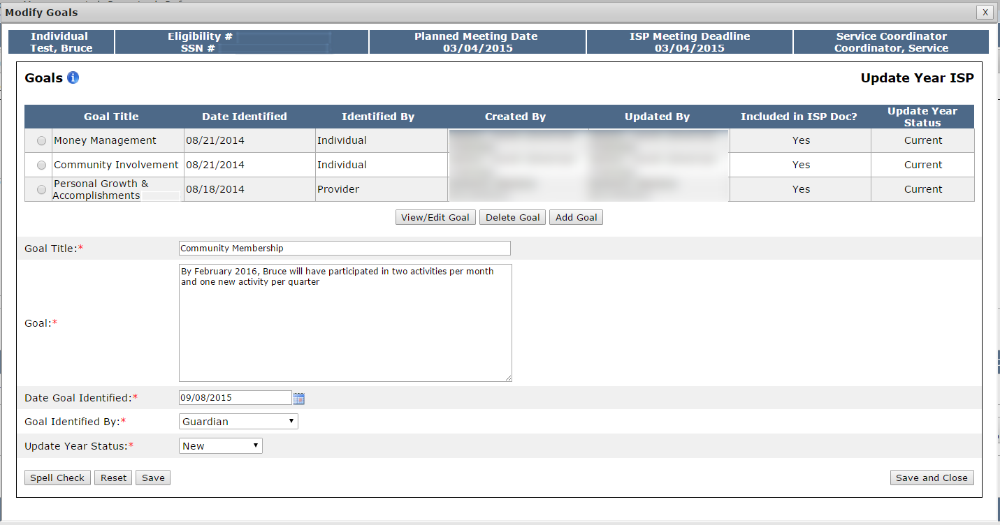 Modify Goals X
Individual Eligibility # Planned Meeting Date ISP Meeting Deadline Service Coordinator
Test, Bruce SSN # 03/04/2015 03/04/2015 Coordinator, Service
Goals i Update Year ISP
Goal Title Date Identified Identified By Created By Updated By Included in ISP Doc? Update Year Status
Money Management 08/21/2014 Individual Yes Current
Community Involvement 08/21/2014 Individual Yes Current
Personal Growth &
Accomplishments 08/18/2014 Provider Yes Current
View/Edit Goal Delete Goal Add Goal
Goal Title:* Community Membership
By February 2016, Bruce will have participated in two activities per month
and one new activity per quarter
Goal:*
Date Goal Identified:* 09/08/2015
Goal Identified By:* Guardian
Update Year Status:* New
Spell Check Reset Save Save and Close